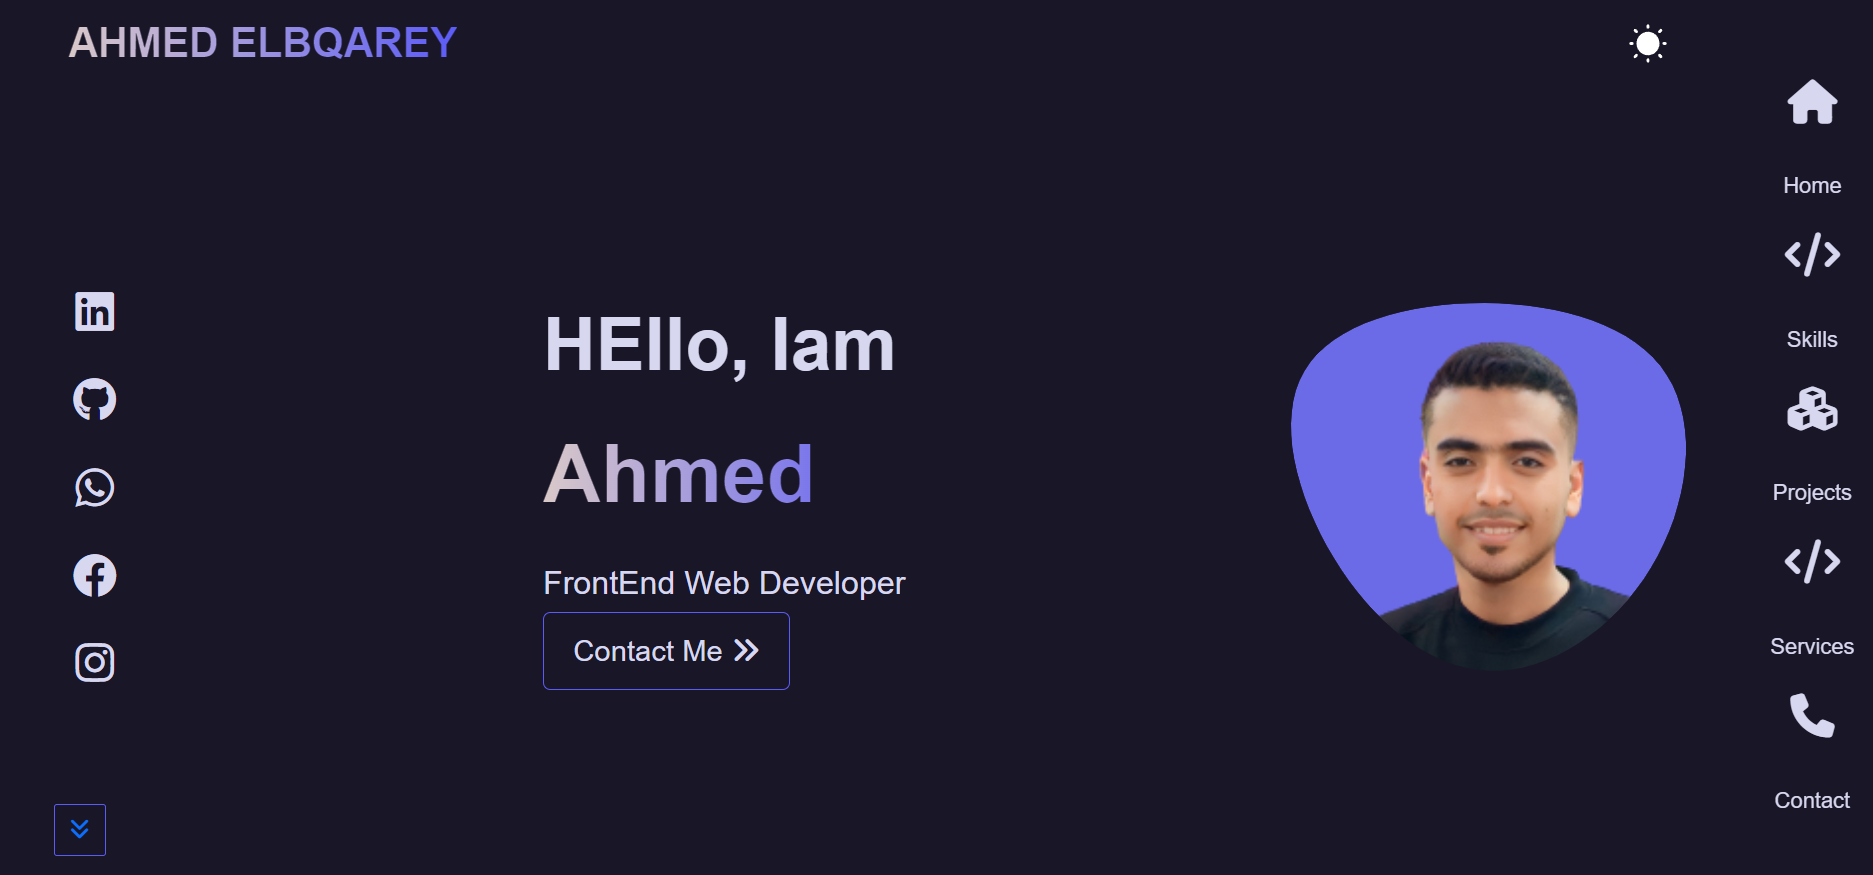 AHMED ELBQAREY
Home
Skills
Projects
Services
Contact
HEllo, Iam
Ahmed
FrontEnd Web Developer
Contact Me